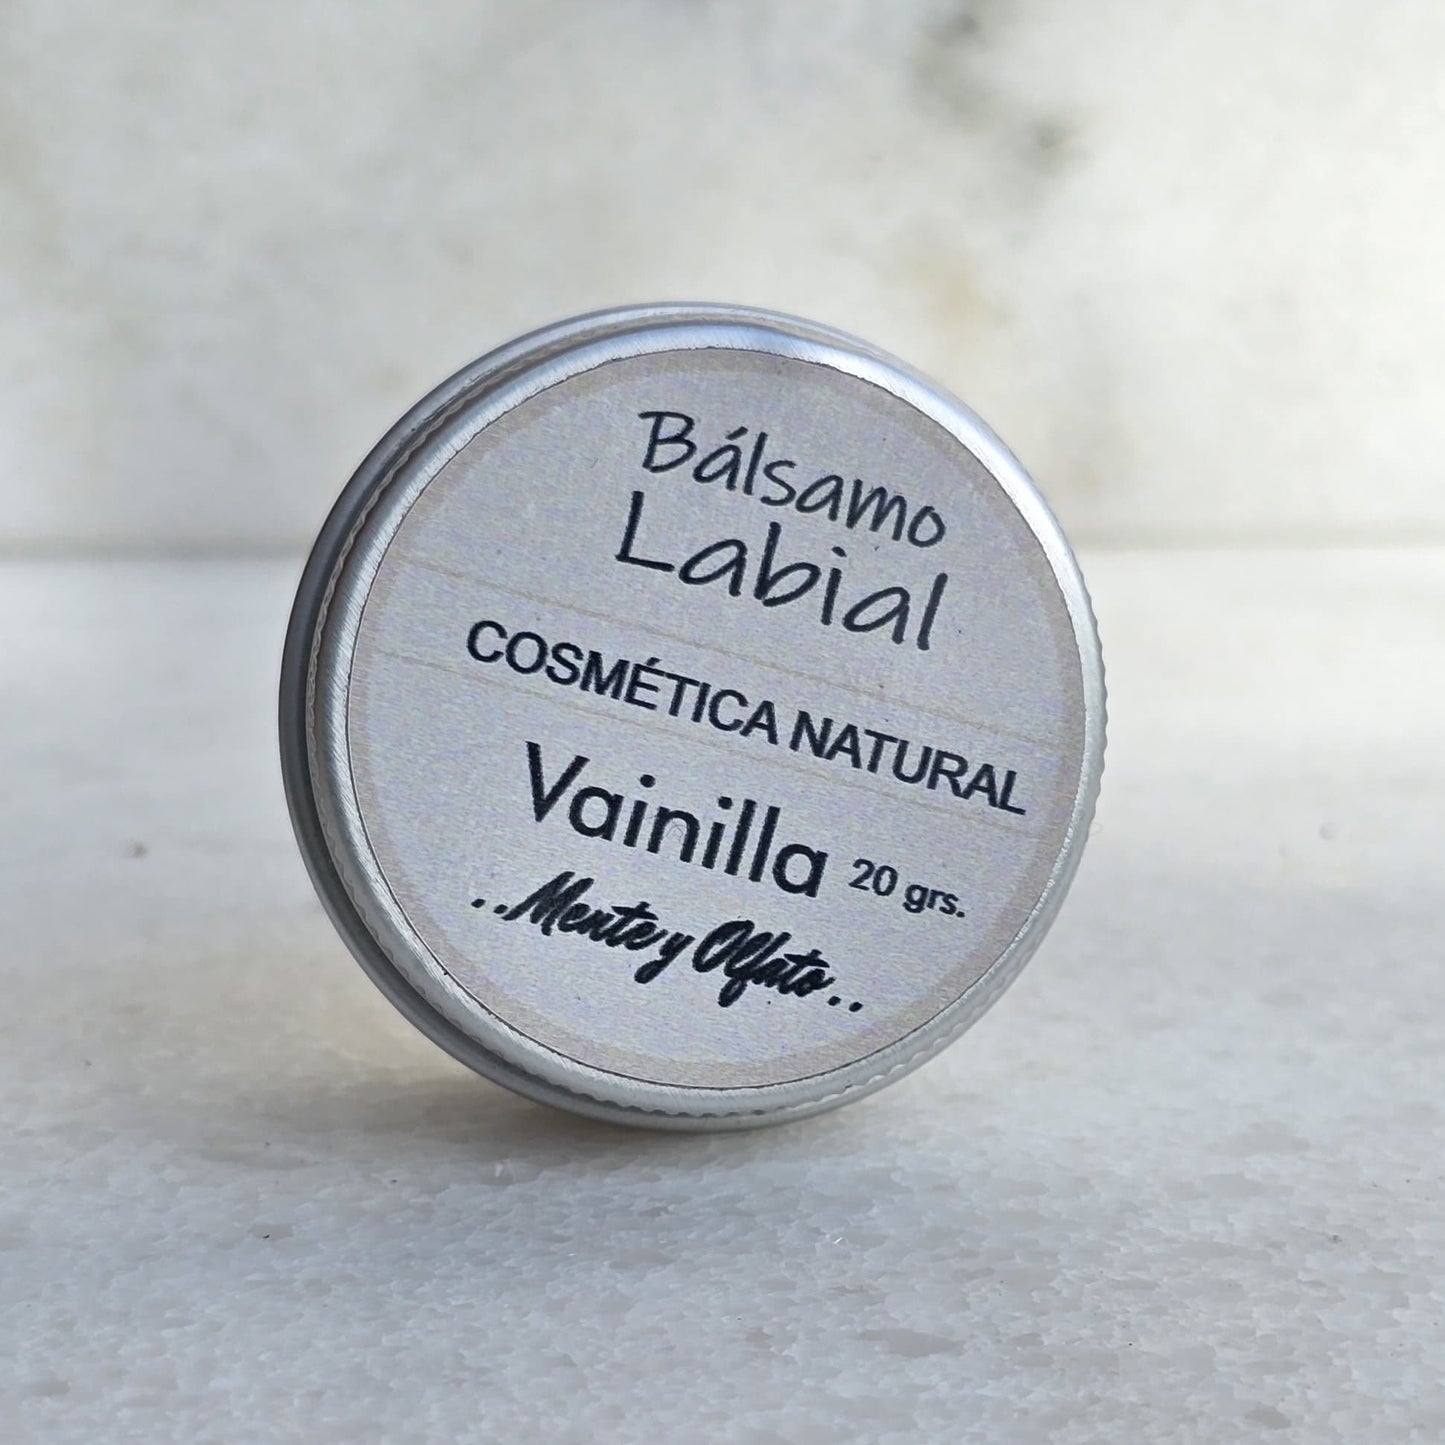 Bálsamo
Labial
COSMÉTICA NATURAL
Vainilla 20 grs.
..Mente y Olfato..